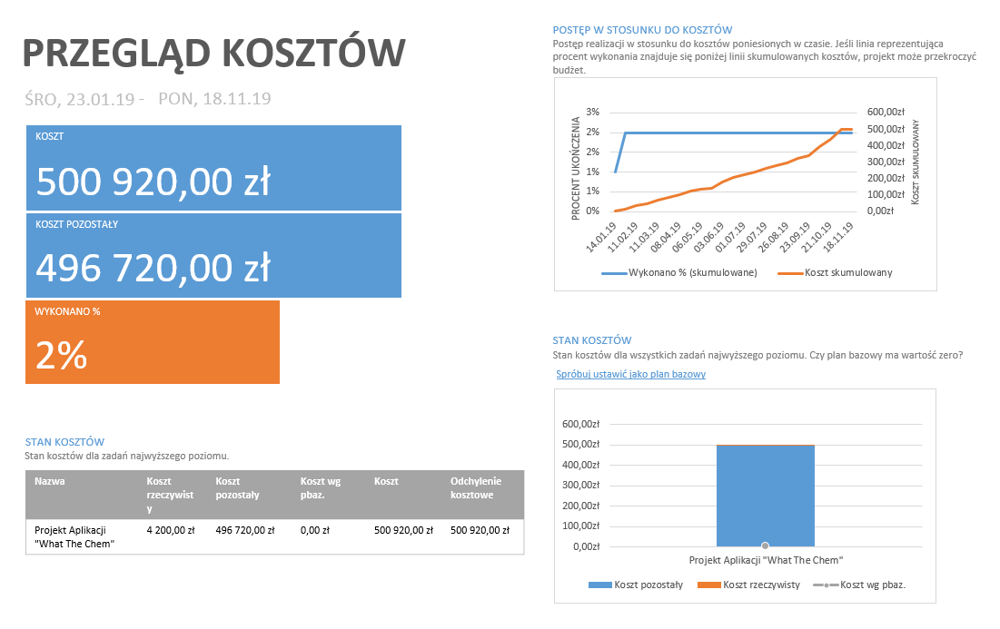 PRZEGLĄD KOSZTÓW
ŚRO, 23.01.19 - PON, 18.11.19
KOSZT
500 920,00 zł
KOSZT POZOSTAŁY
496 720,00 zł
WYKONANO %
2%
STAN KOSZTÓW
Stan kosztów dla zadań najwyższego poziomu.
Nazwa Koszt rzeczywist y Koszt pozostały Koszt wg pbaz. Koszt Odchylenie kosztowe
Projekt Aplikacji "What The Chem" 4 200,00 zł 496 720,00 zł 0,00 zł 500 920,00 zł 500 920,00 zł
POSTĘP W STOSUNKU DO KOSZTÓW
Postęp realizacji w stosunku do kosztów poniesionych w czasie. Jeśli linia reprezentująca
procent wykonania znajduje się poniżej linii skumulowanych kosztów, projekt może przekroczyć
budżet.
PROCENT UKOŃCZENIA
3%
2%
2%
1%
1%
0%
600,00zł
500,00zł
400,00zł
300,00zł
200,00zł
100,00zł
0,00zł
KOSZT SKUMULOWANY
14.01.19
11.02.19
11.03.19
08.04.19
06.05.19
03.06.19
01.07.19
29.07.19
26.08.19
23.09.19
21.10.19
18.11.19
Wykonano % (skumulowane) Koszt skumulowany
STAN KOSZTÓW
Stan kosztów dla wszystkich zadań najwyższego poziomu. Czy plan bazowy ma wartość zero?
Spróbuj ustawić jako plan bazowy
600,00zł
500,00zł
400,00zł
300,00zł
200,00zł
100,00zł
0,00zł
Projekt Aplikacji "What The Chem"
Koszt pozostały Koszt rzeczywisty Koszt wg pbaz.